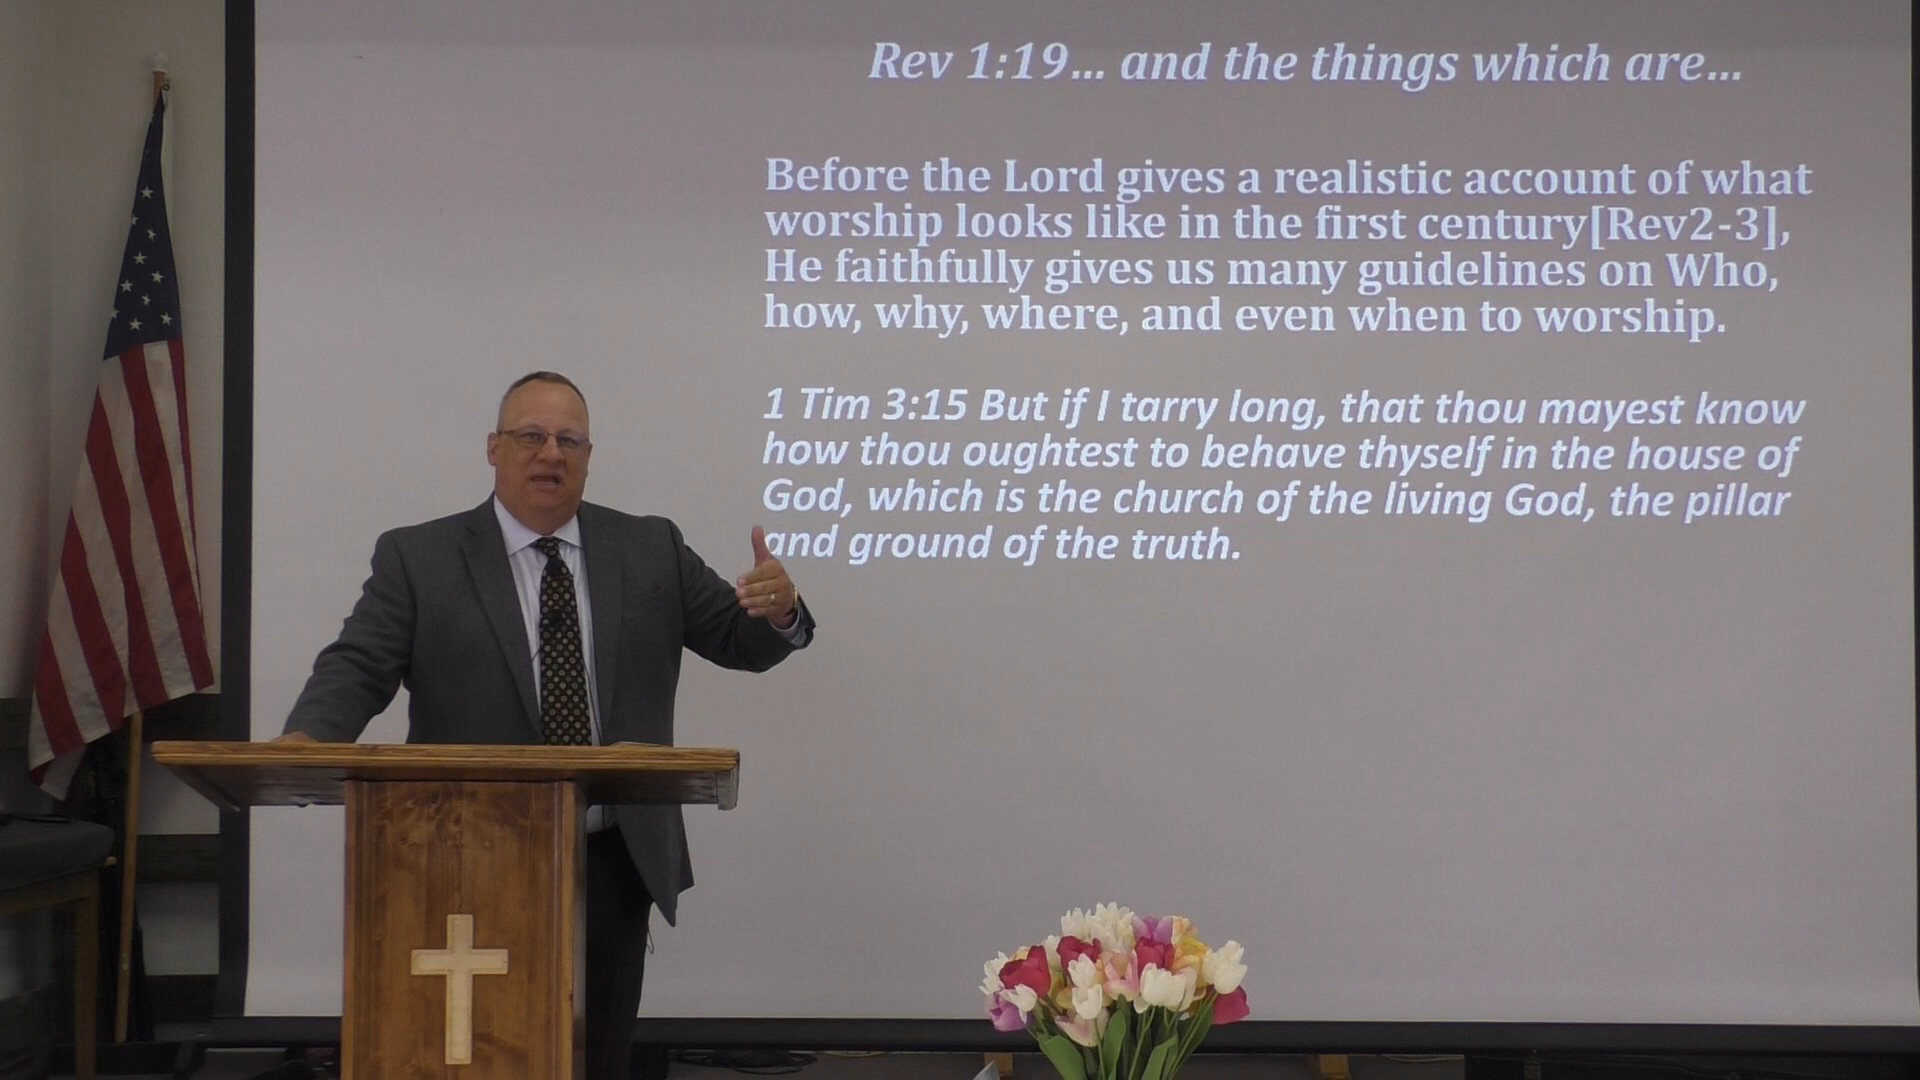 Rev 1:19... and the things which are...
Before the Lord gives a realistic account of what
worship looks like in the first century[Rev2-3],
He faithfully gives us many guidelines on Who,
how, why, where, and even when to worship.
1 Tim 3:15 But if I tarry long, that thou mayest know
how thou oughtest to behave thyself in the house of
God, which is the church of the living God, the pillar
and ground of the truth.